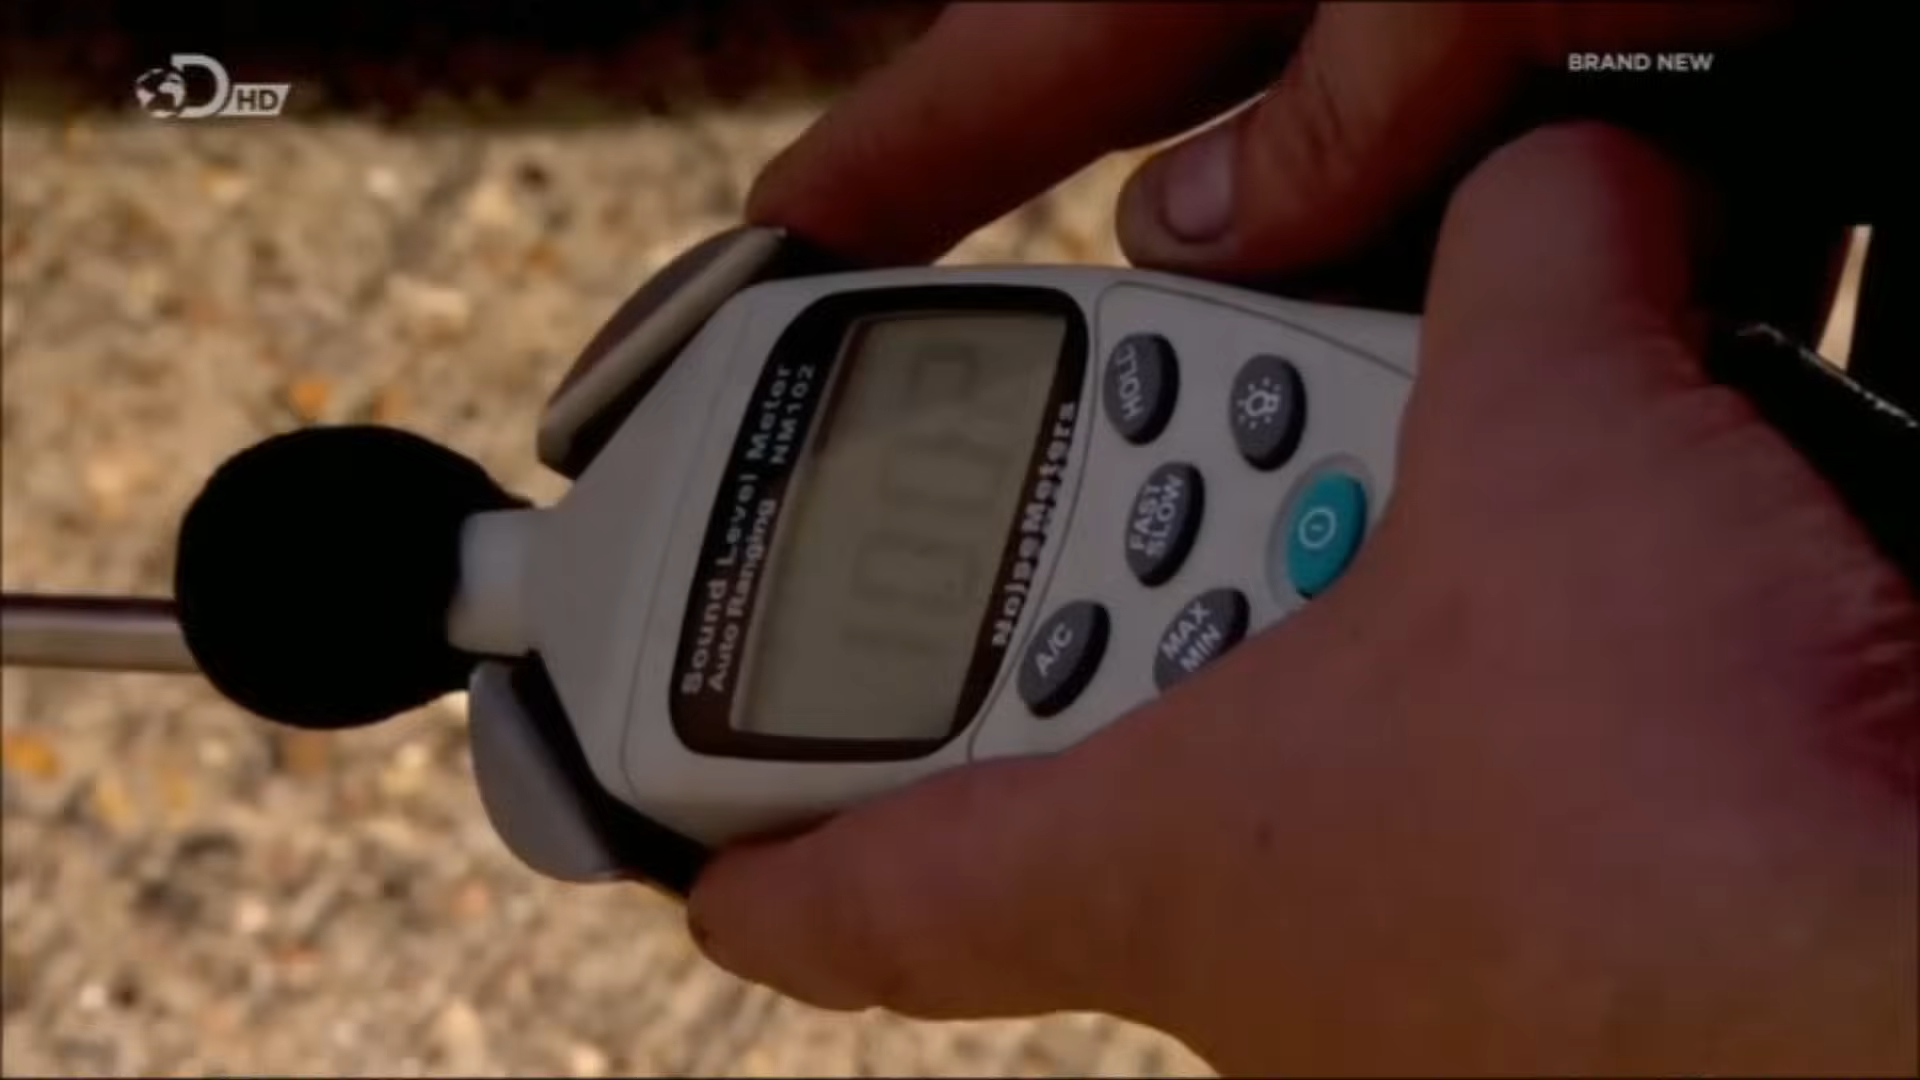 D HD
BRAND NEW
Sound Level Meter
Auto Ranging NM102
NoiseMeters
HOLD
FAST
SLOW
A/C
MAX
MIN